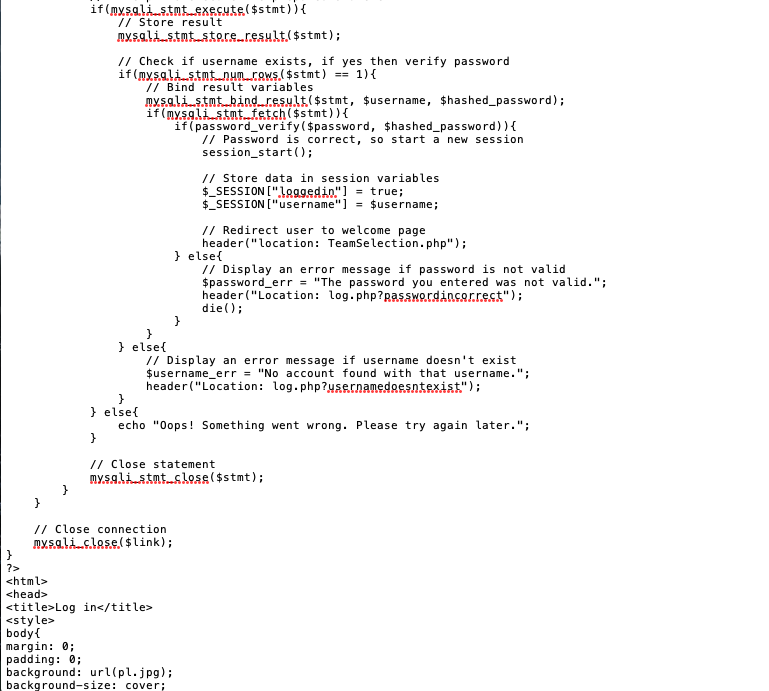 if(mysqli_stmt_execute($stmt)){
// Store result
mysqli_stmt_store_result($stmt);
// Check if username exists, if yes then verify password
if(mysqli_stmt_num_rows($stmt) == 1){
// Bind result variables
mysqli_stmt_bind_result($stmt, $username, $hashed_password);
if(mysqli_stmt_fetch($stmt)){
if(password_verify($password, $hashed_password)){
// Password is correct, so start a new session
session_start();
// Store data in session variables
$_SESSION["loggedin"] = true;
$_SESSION["username"] = $username;
// Redirect user to welcome page
header("location: TeamSelection.php");
} else{
// Display an error message if password is not valid
$password_err = "The password you entered was not valid.";
header("Location: log.php?passwordincorrect");
die();
}
}
} else{
// Display an error message if username doesn't exist
$username_err = "No account found with that username.";
header("Location: log.php?usernamedoesntexist");
}
} else{
echo "Oops! Something went wrong. Please try again later.";
}
// Close statement
mysqli_stmt_close($stmt);
}
}
// Close connection
mysqli_close($link);
}
?>
<html>
<head>
<title>Log in</title>
<style>
body{
margin: 0;
padding: 0;
background: url(pl.jpg);
background-size: cover;